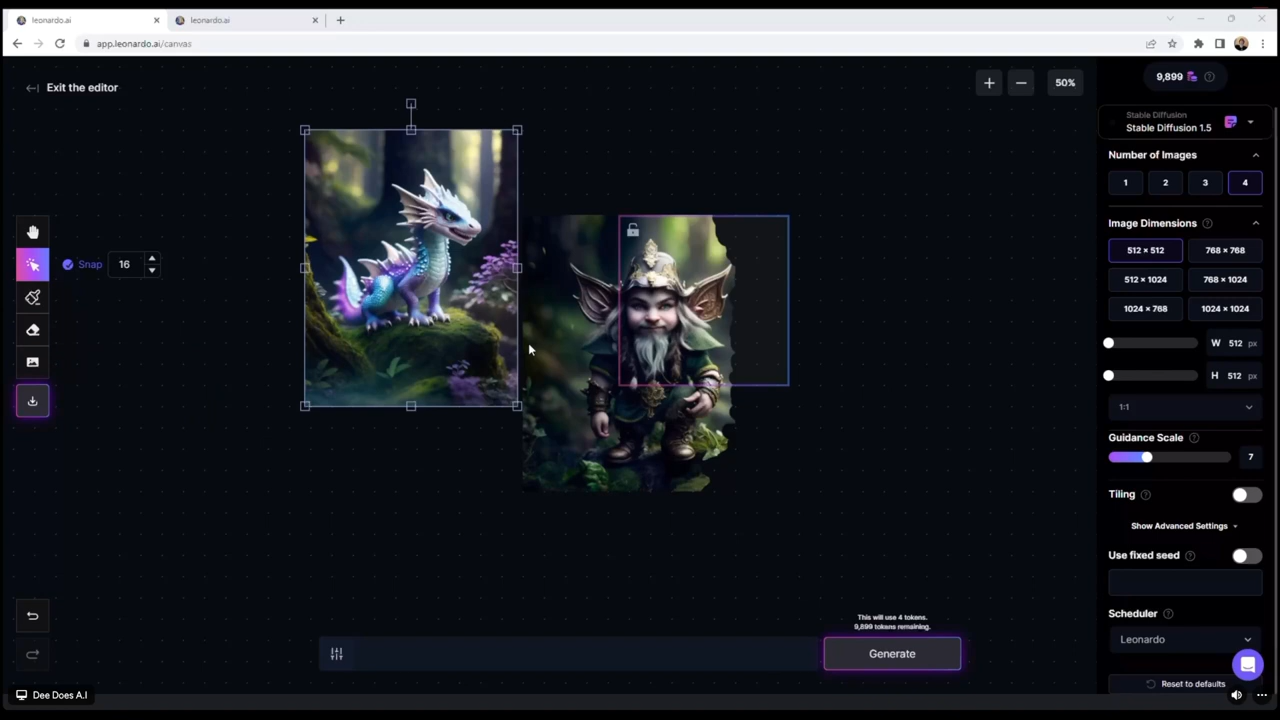 leonardo.ai
leonardo.ai
app.leonardo.ai/canvas
Exit the editor
50%
9,899
Stable Diffusion
Stable Diffusion 1.5
Number of Images
1 2 3 4
Image Dimensions
512 × 512 768 × 768
512 × 1024 768 × 1024
1024 × 768 1024 × 1024
Snap 16
W 512 px
H 512 px
1:1
Guidance Scale
7
Tiling
Show Advanced Settings
Use fixed seed
Scheduler
Leonardo
Reset to defaults
This will use 4 tokens.
9,899 tokens remaining.
Generate
Dee Does A.I